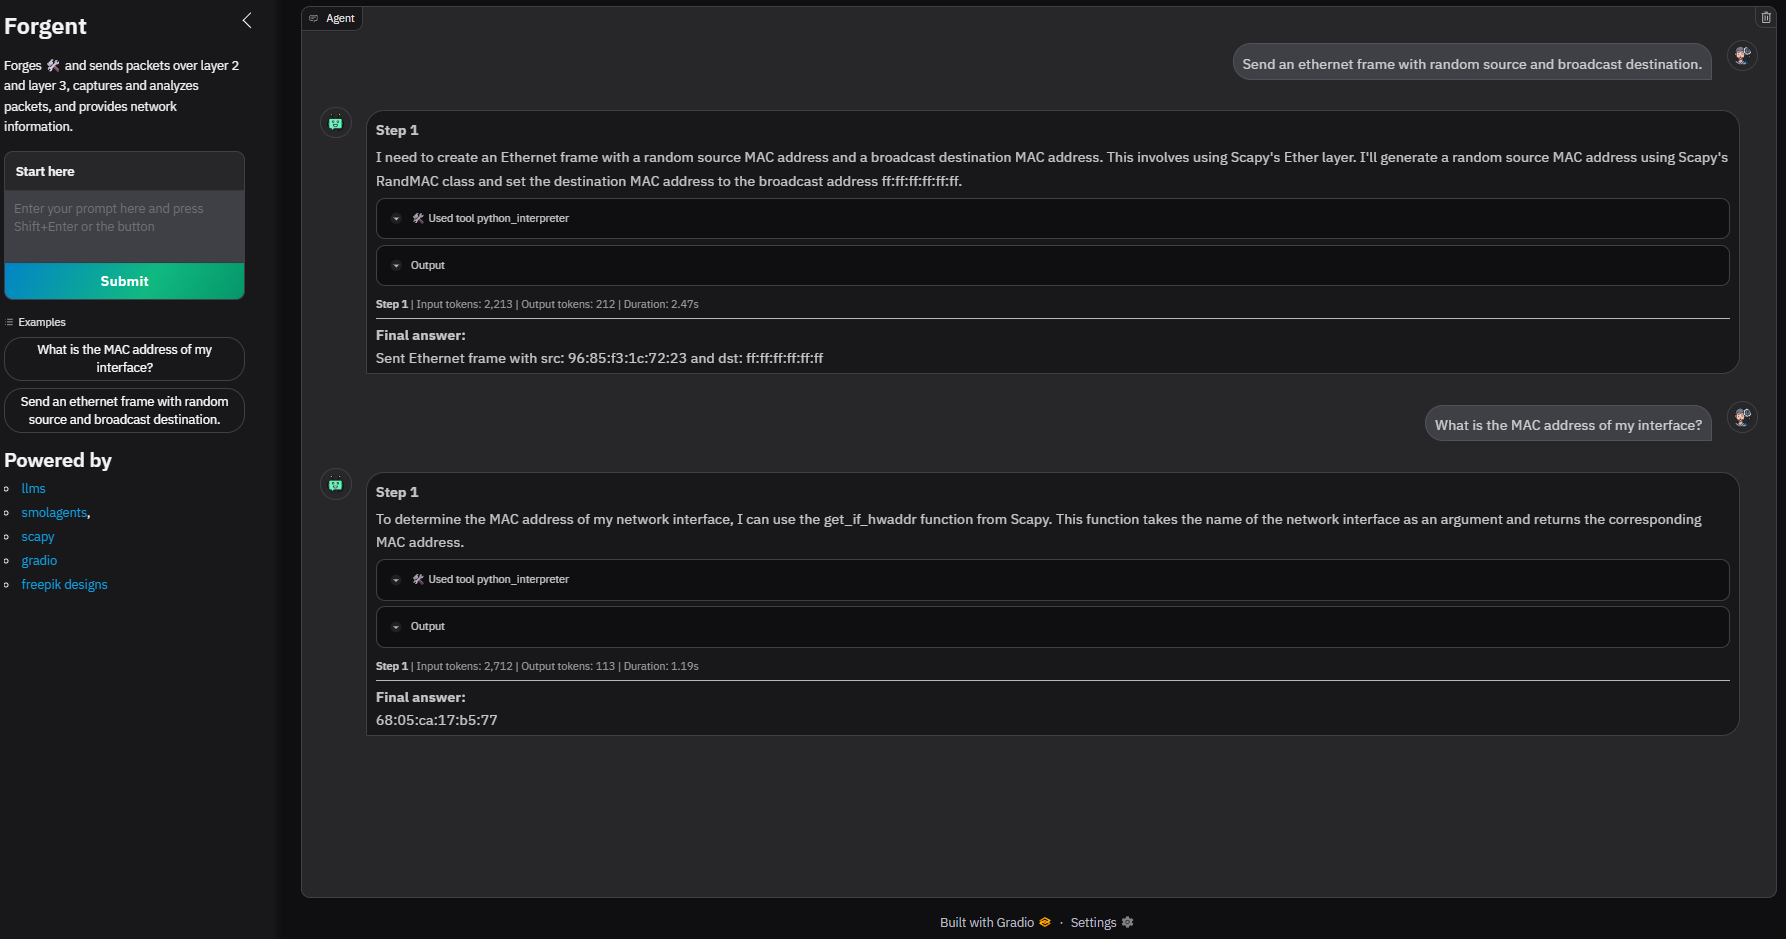 Forgent
Forges 🛠 and sends packets over layer 2
and layer 3, captures and analyzes
packets, and provides network
information.
Start here
Enter your prompt here and press
Shift+Enter or the button
Submit
Examples
What is the MAC address of my
interface?
Send an ethernet frame with random
source and broadcast destination.
Powered by
llms
smolagents,
scapy
gradio
freepik designs
Agent
Send an ethernet frame with random source and broadcast destination.
Step 1
I need to create an Ethernet frame with a random source MAC address and a broadcast destination MAC address. This involves using Scapy's Ether layer. I'll generate a random source MAC address using Scapy's
RandMAC class and set the destination MAC address to the broadcast address ff:ff:ff:ff:ff:ff.
🛠 Used tool python_interpreter
Output
Step 1 | Input tokens: 2,213 | Output tokens: 212 | Duration: 2.47s
Final answer:
Sent Ethernet frame with src: 96:85:f3:1c:72:23 and dst: ff:ff:ff:ff:ff:ff
What is the MAC address of my interface?
Step 1
To determine the MAC address of my network interface, I can use the get_if_hwaddr function from Scapy. This function takes the name of the network interface as an argument and returns the corresponding
MAC address.
🛠 Used tool python_interpreter
Output
Step 1 | Input tokens: 2,712 | Output tokens: 113 | Duration: 1.19s
Final answer:
68:05:ca:17:b5:77
Built with Gradio · Settings